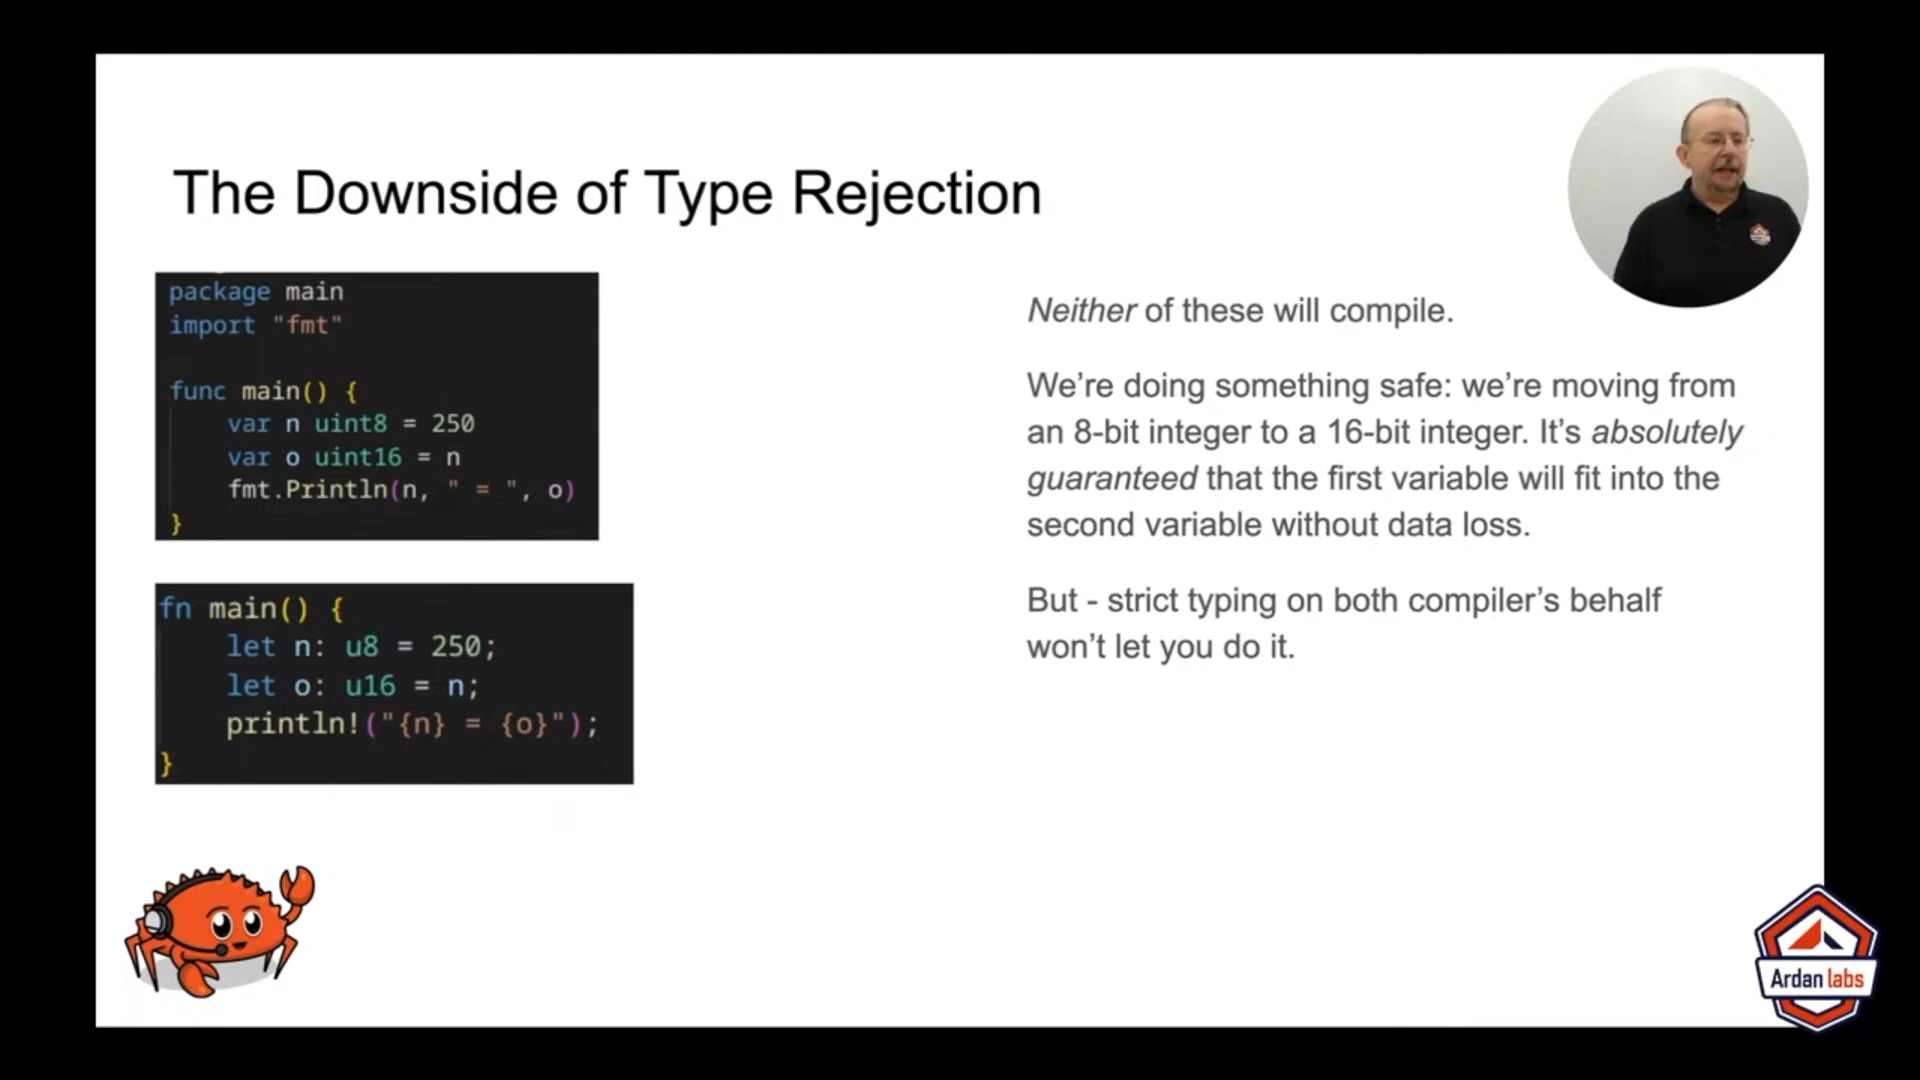 The Downside of Type Rejection
package main
import "fmt"
func main() {
    var n uint8 = 250
    var o uint16 = n
    fmt.Println(n, " = ", o)
}
fn main() {
    let n: u8 = 250;
    let o: u16 = n;
    println!("{n} = {o}");
}
Neither of these will compile.
We’re doing something safe: we’re moving from
an 8-bit integer to a 16-bit integer. It’s absolutely
guaranteed that the first variable will fit into the
second variable without data loss.
But - strict typing on both compiler’s behalf
won’t let you do it.
Ardan labs